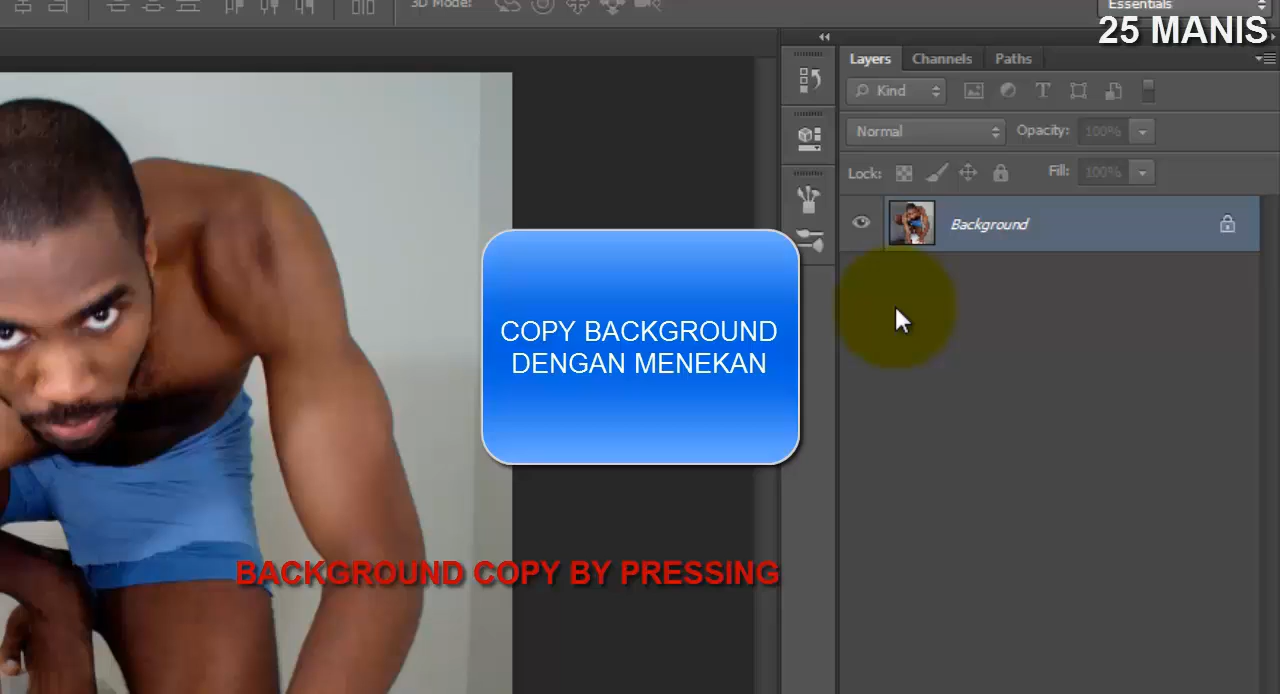 3D Mode:
Essentials
25 MANIS
Layers
Channels
Paths
Kind
Normal
Opacity:
100%
Lock:
Fill:
100%
Background
COPY BACKGROUND
DENGAN MENEKAN
BACKGROUND COPY BY PRESSING